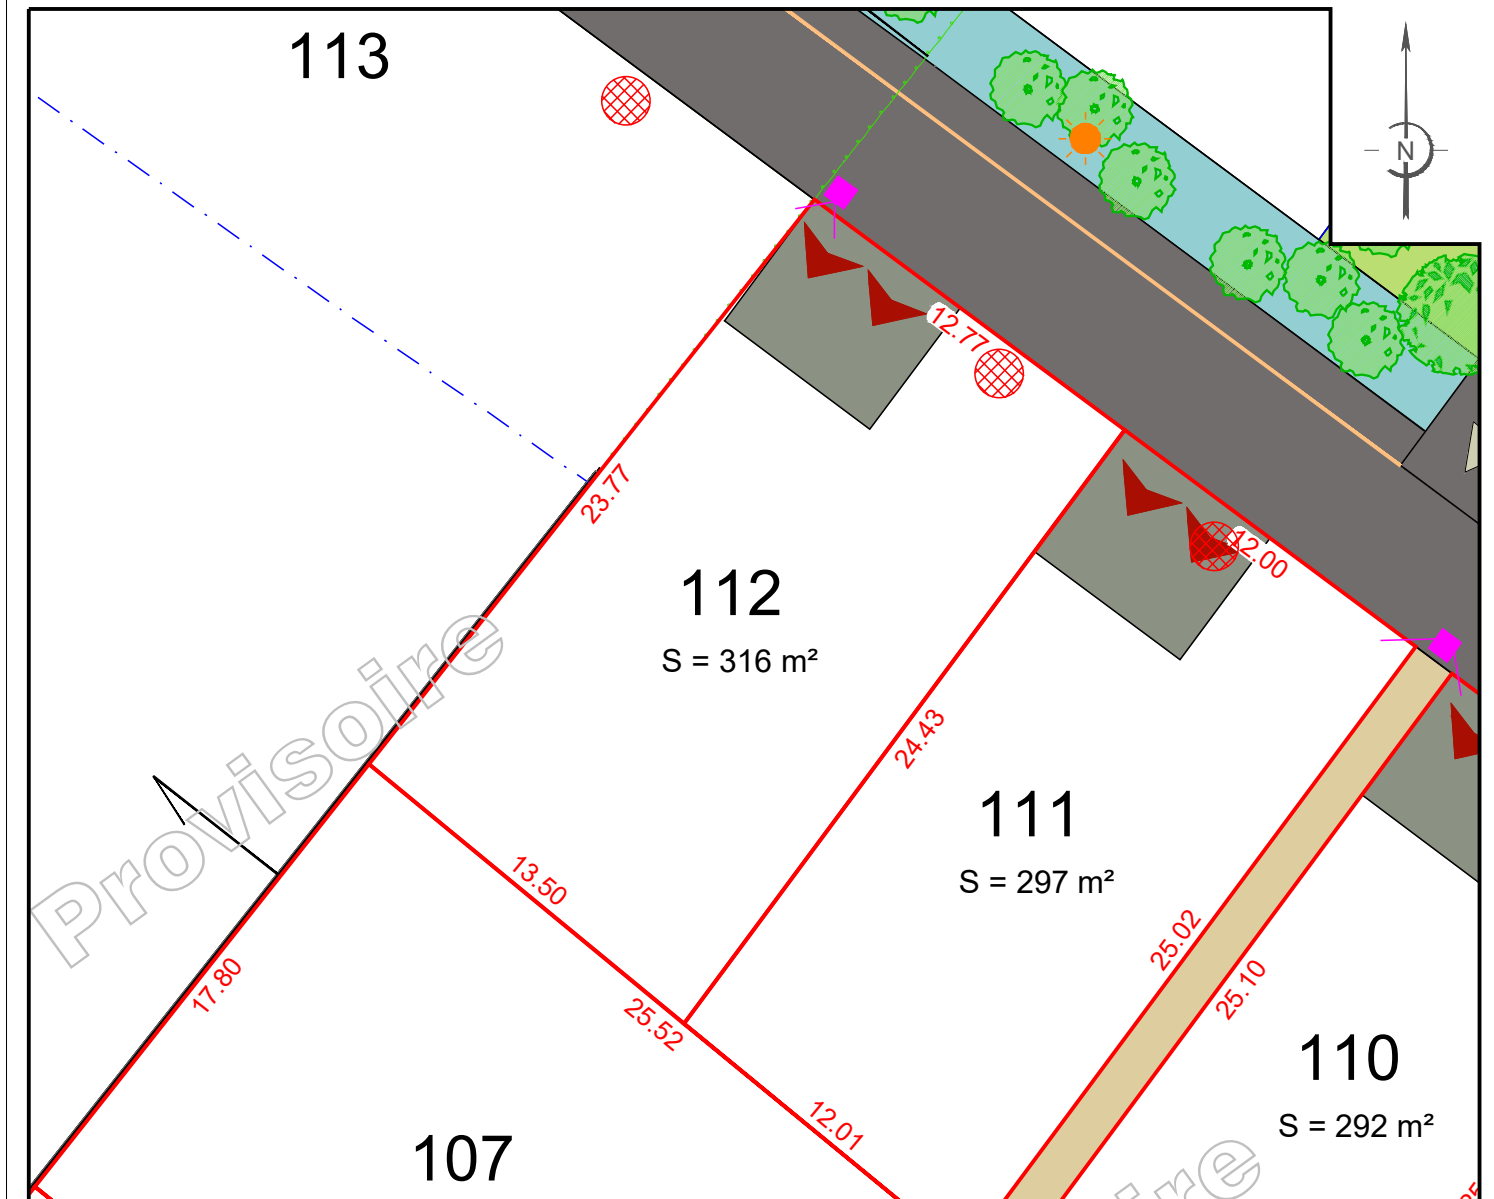 113
N
12.77
23.77
12.00
112
S = 316 m²
Provisoire
24.43
111
S = 297 m²
13.50
25.02
25.10
17.80
25.52
110
S = 292 m²
12.01
107
ire